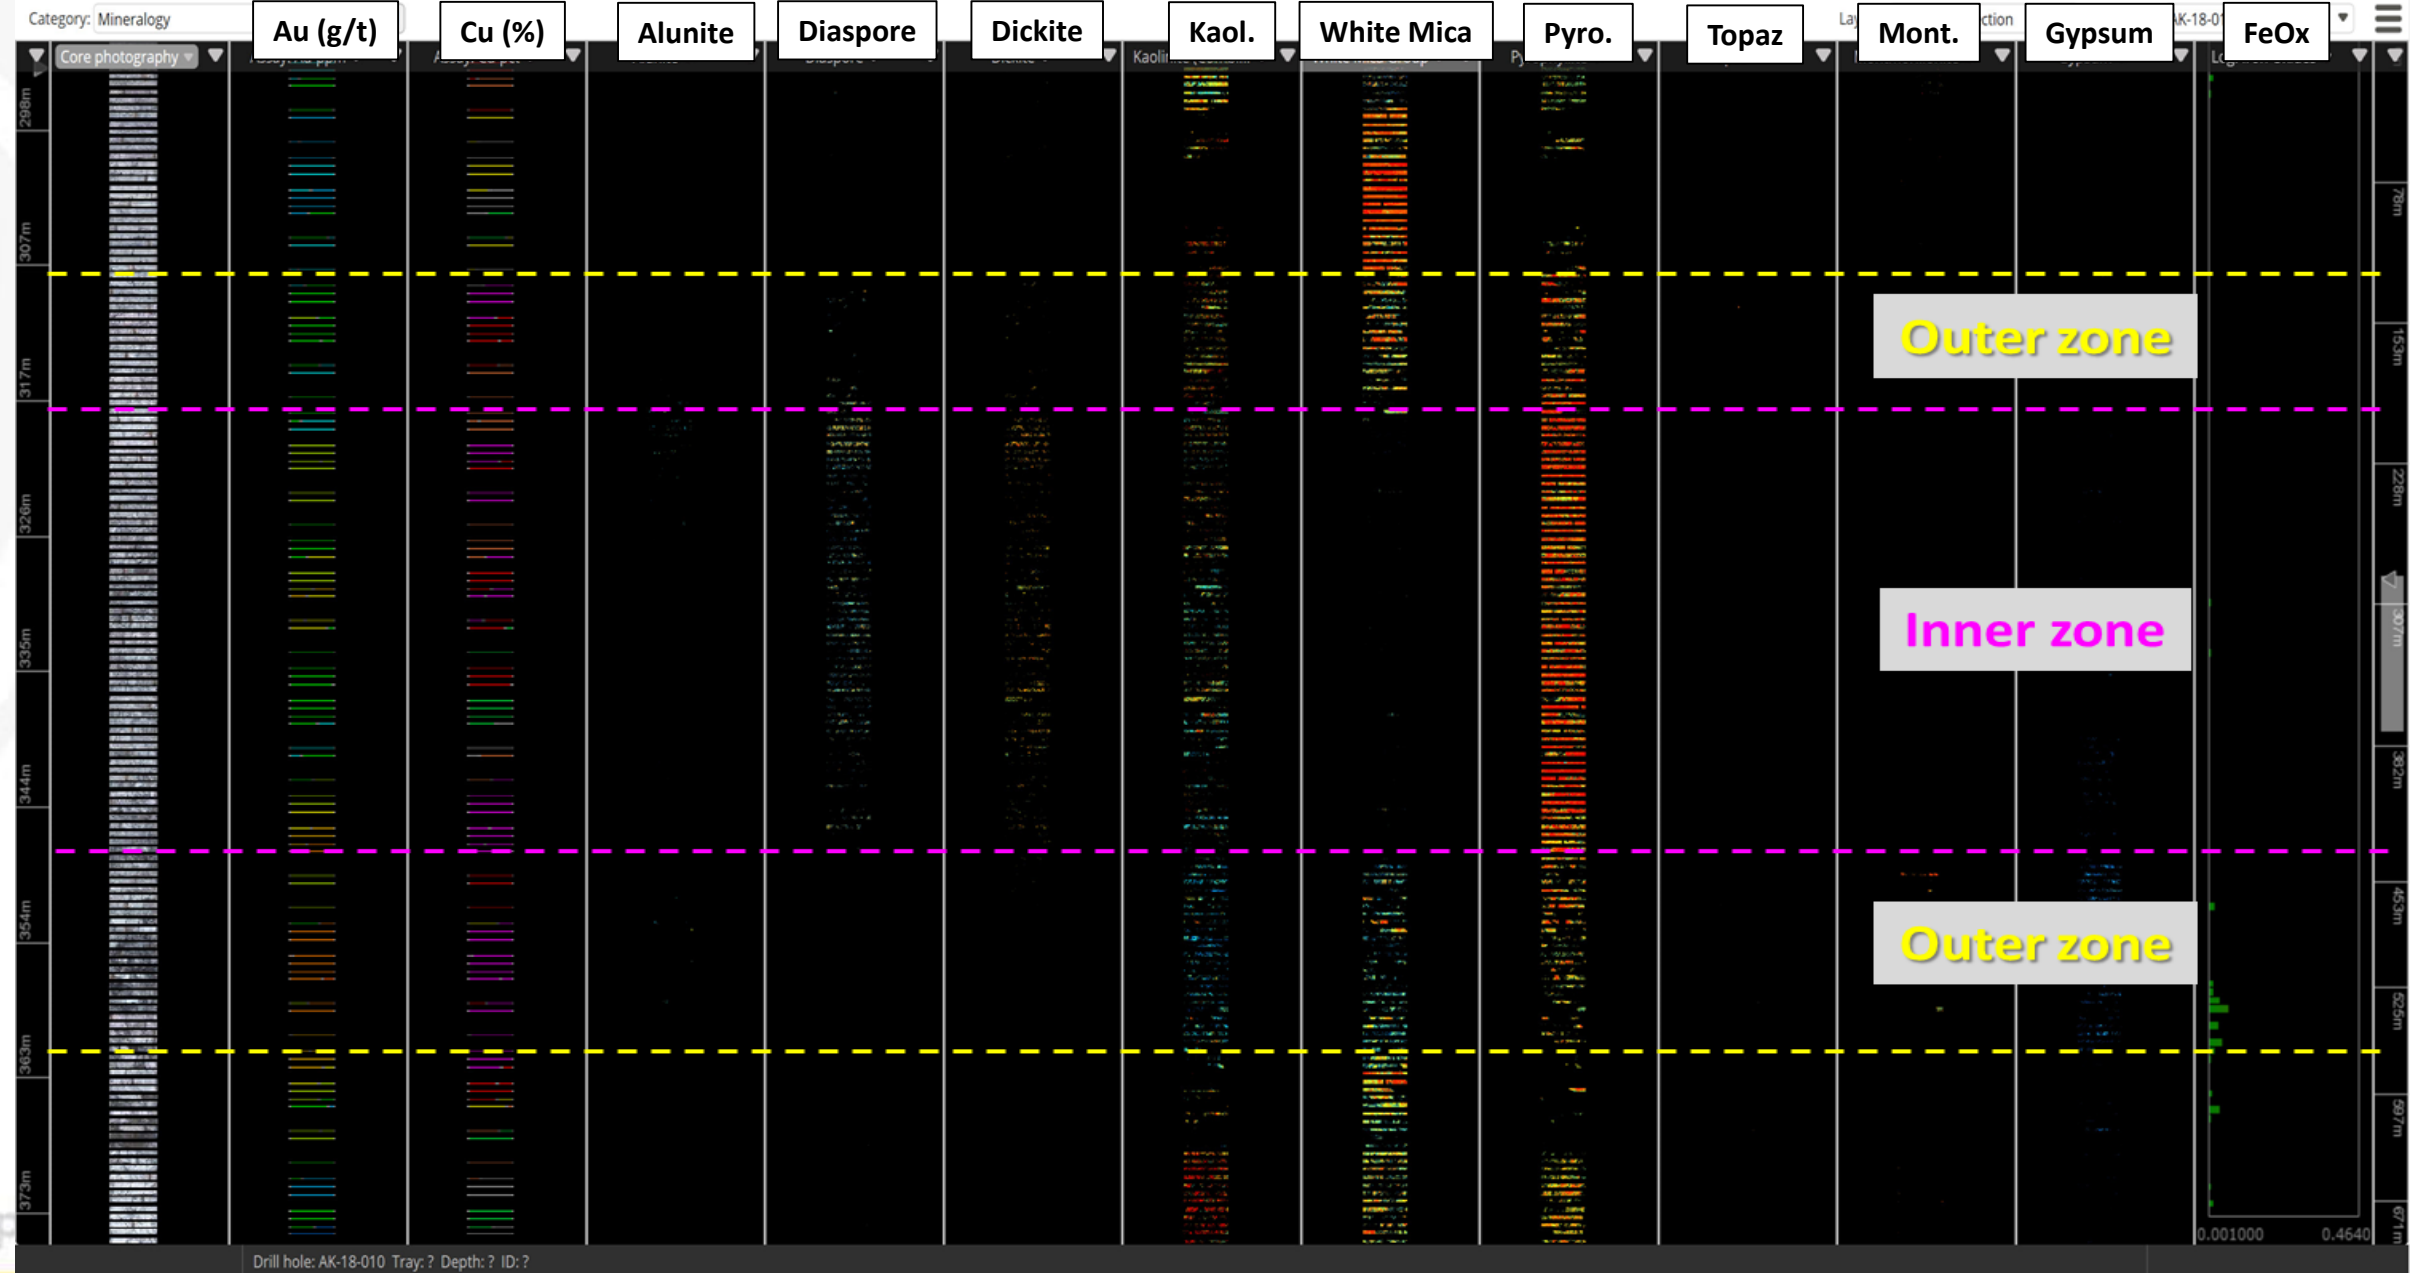 Category: Mineralogy
Au (g/t)
Cu (%)
Alunite
Diaspore
Dickite
Kaol.
White Mica
Pyro.
Topaz
Mont.
Gypsum
FeOx
Core photography
298m
307m
317m
326m
335m
344m
354m
363m
373m
78m
153m
228m
307m
382m
453m
525m
597m
671m
Outer zone
Inner zone
Outer zone
0.001000
0.4640
Drill hole: AK-18-010 Tray: ? Depth: ? ID: ?